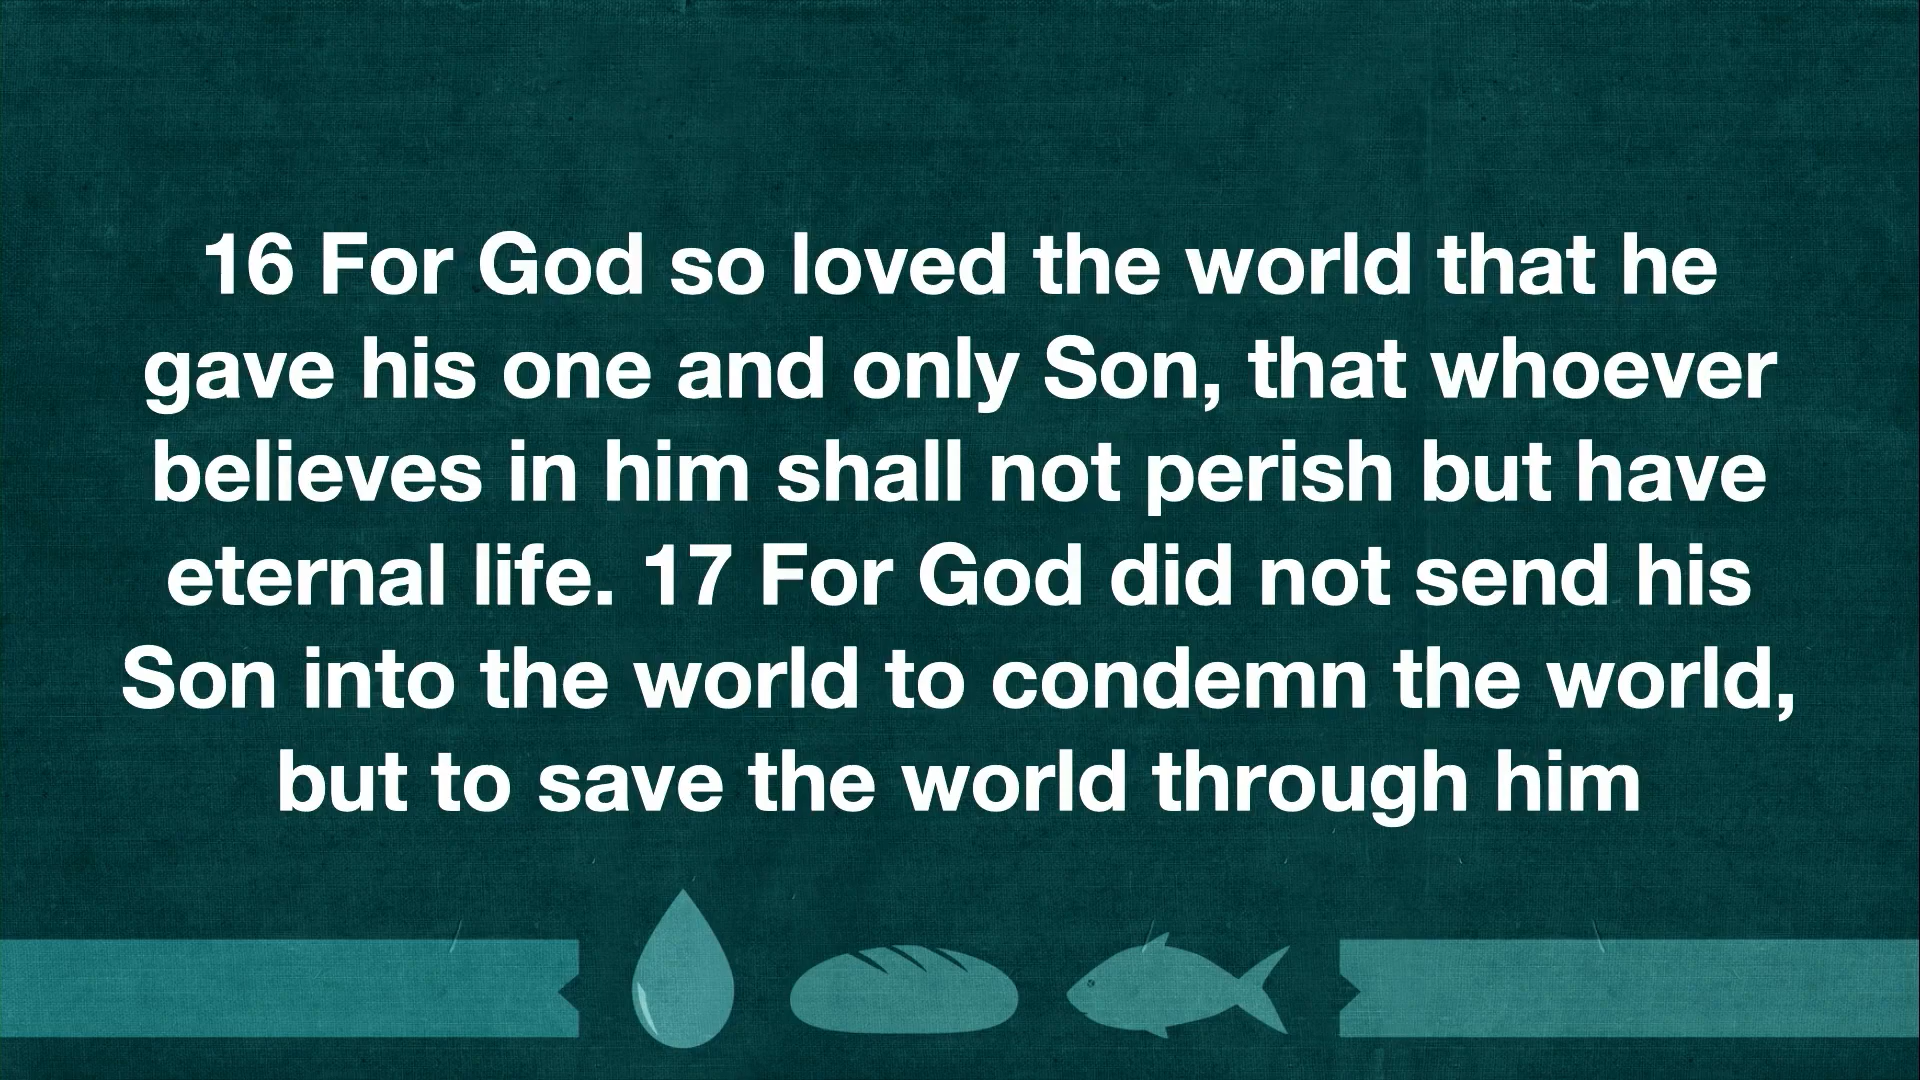 16 For God so loved the world that he
gave his one and only Son, that whoever
believes in him shall not perish but have
eternal life. 17 For God did not send his
Son into the world to condemn the world,
but to save the world through him